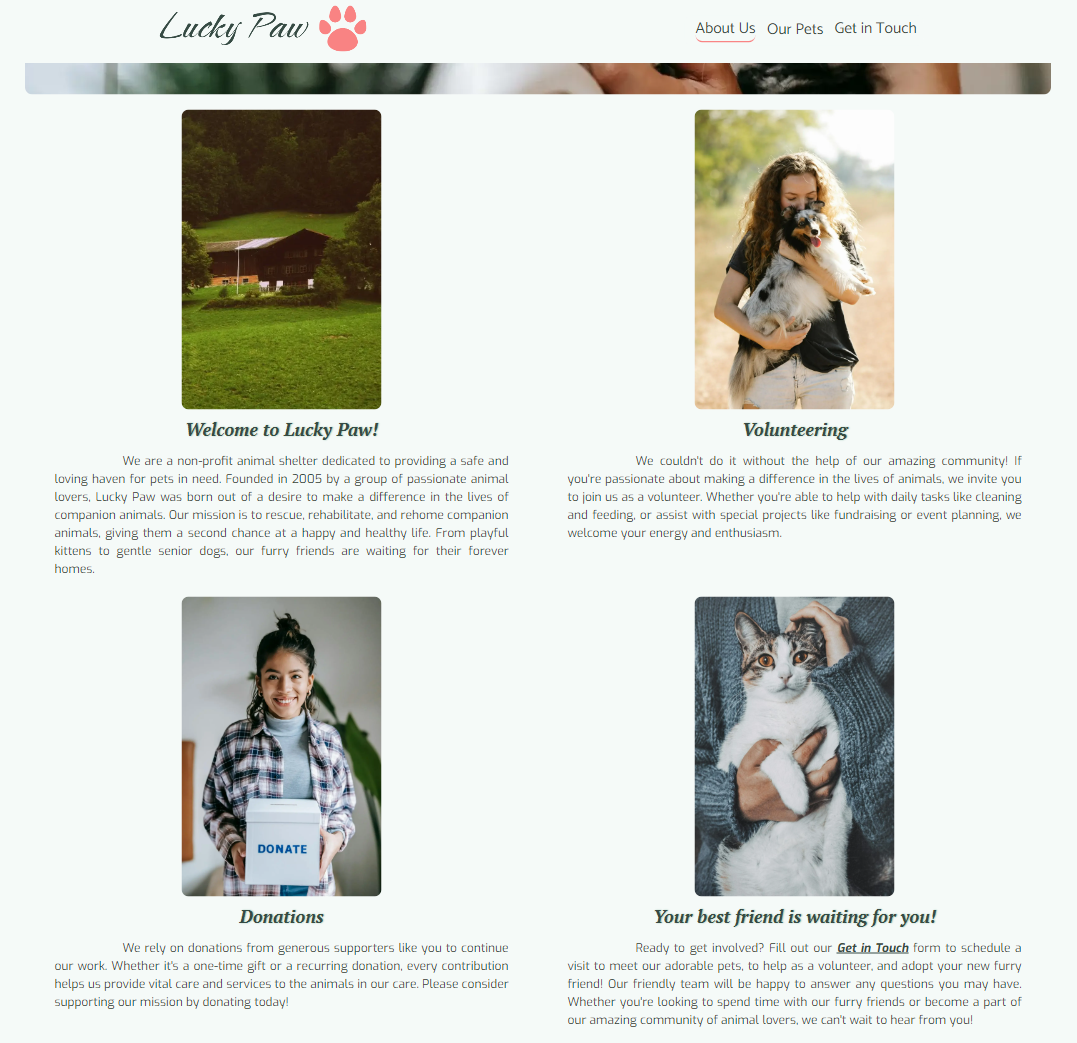 Lucky Paw
About Us Our Pets Get in Touch
Welcome to Lucky Paw!
We are a non-profit animal shelter dedicated to providing a safe and
loving haven for pets in need. Founded in 2005 by a group of passionate animal
lovers, Lucky Paw was born out of a desire to make a difference in the lives of
companion animals. Our mission is to rescue, rehabilitate, and rehome companion
animals, giving them a second chance at a happy and healthy life. From playful
kittens to gentle senior dogs, our furry friends are waiting for their forever
homes.
Volunteering
We couldn't do it without the help of our amazing community! If
you're passionate about making a difference in the lives of animals, we invite you
to join us as a volunteer. Whether you're able to help with daily tasks like cleaning
and feeding, or assist with special projects like fundraising or event planning, we
welcome your energy and enthusiasm.
DONATE
Donations
We rely on donations from generous supporters like you to continue
our work. Whether it's a one-time gift or a recurring donation, every contribution
helps us provide vital care and services to the animals in our care. Please consider
supporting our mission by donating today!
Your best friend is waiting for you!
Ready to get involved? Fill out our Get in Touch form to schedule a
visit to meet our adorable pets, to help as a volunteer, and adopt your new furry
friend! Our friendly team will be happy to answer any questions you may have.
Whether you're looking to spend time with our furry friends or become a part of
our amazing community of animal lovers, we can't wait to hear from you!